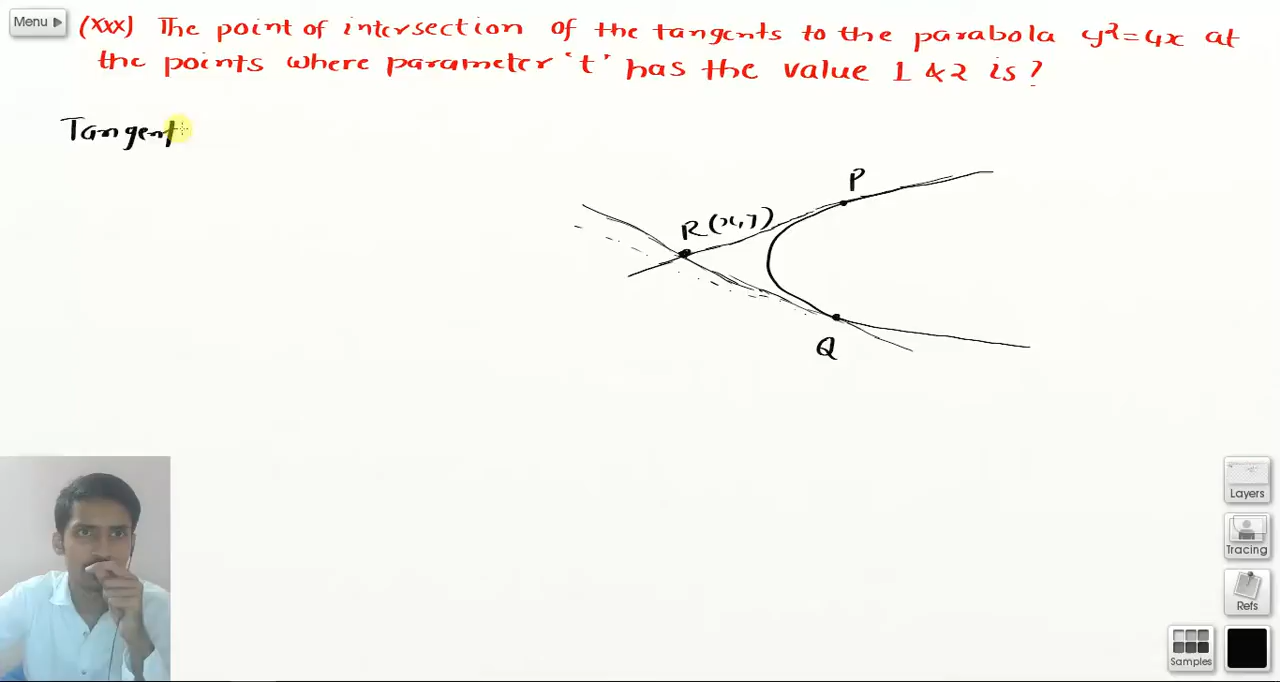 Menu
(xxx) The point of intersection of the tangents to the parabola y²=4x at
the points where parameter 't' has the value 1 & 2 is ?
Tangent
P
R(x,y)
Q
Layers
Tracing
Refs
Samples